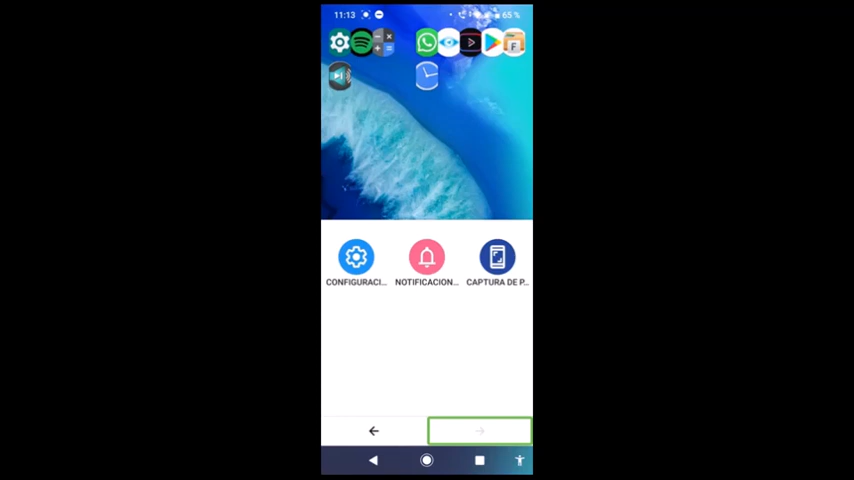 11:13
65 %
F
CONFIGURACI... NOTIFICACION... CAPTURA DE P...